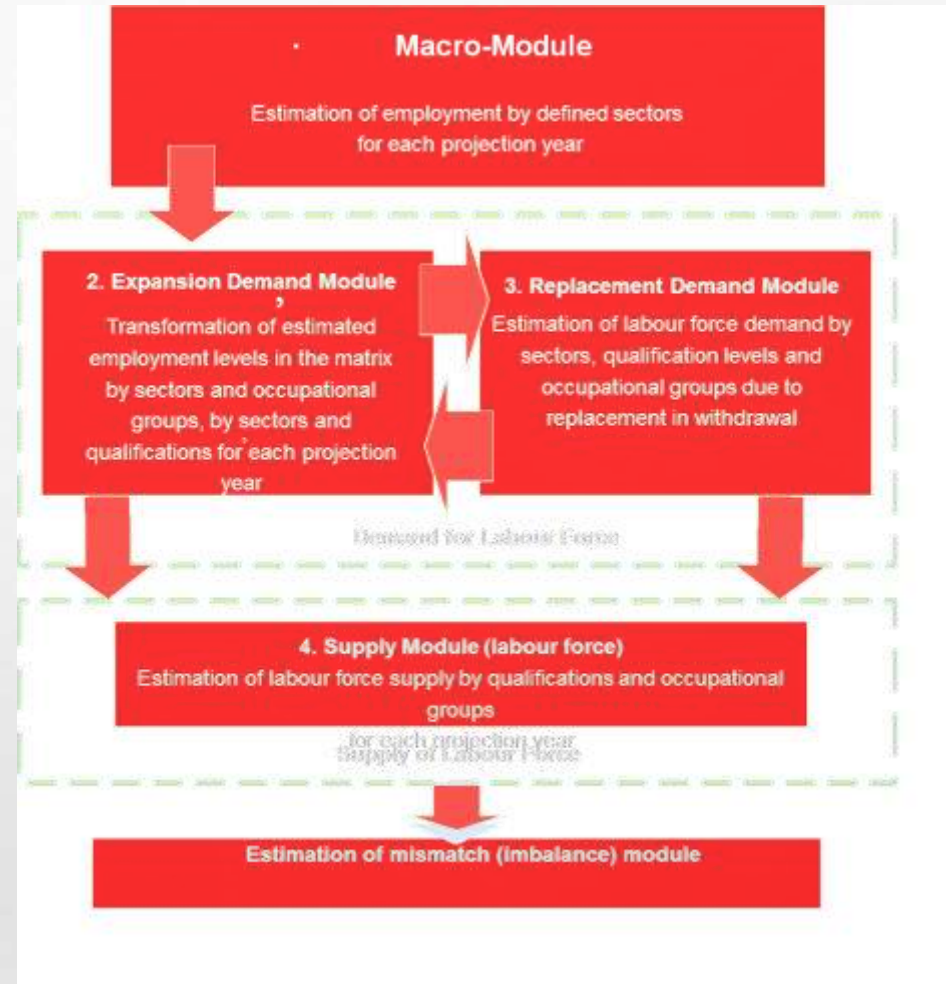 · Macro-Module
Estimation of employment by defined sectors
for each projection year
2. Expansion Demand Module
,
Transformation of estimated
employment levels in the matrix
by sectors and occupational
groups, by sectors and
qualifications for each projection
year
3. Replacement Demand Module
Estimation of labour force demand by
sectors, qualification levels and
occupational groups due to
replacement in withdrawal
Demand for Labour Force
4. Supply Module (labour force)
Estimation of labour force supply by qualifications and occupational
groups
for each projection year
Supply of Labour Force
Estimation of mismatch (imbalance) module